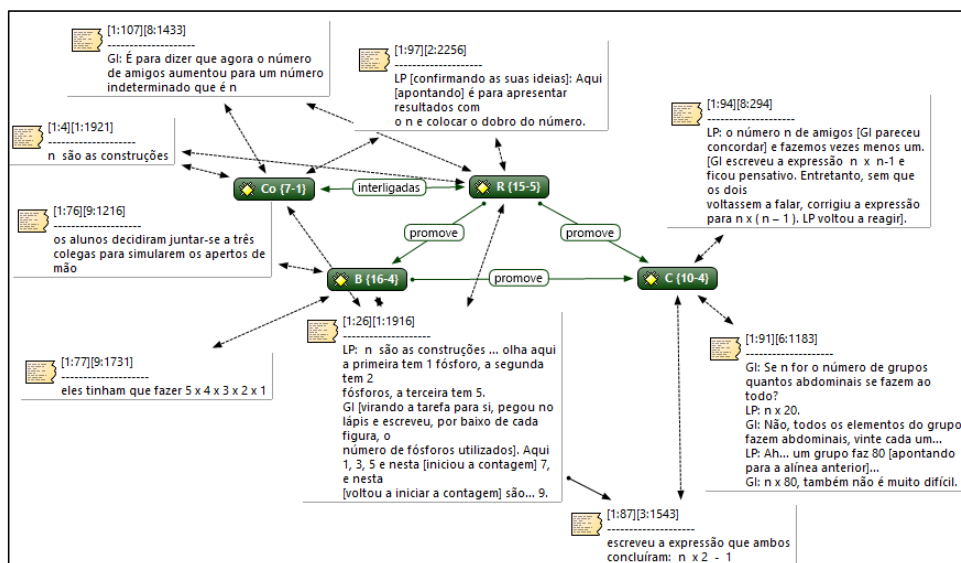 [1:107][8:1433]
--------------------
GI: É para dizer que agora o número
de amigos aumentou para um número
indeterminado que é n
[1:97][2:2256]
--------------------
LP [confirmando as suas ideias]: Aqui
[apontando] é para apresentar
resultados com
o n e colocar o dobro do número.
[1:94][8:294]
--------------------
LP: o número n de amigos [GI pareceu
concordar] e fazemos vezes menos um.
[GI escreveu a expressão n x n-1 e
ficou pensativo. Entretanto, sem que
os dois
voltassem a falar, corrigiu a expressão
para n x ( n – 1 ). LP voltou a reagir].
[1:4][1:1921]
--------------------
n são as construções
Co {7-1}
interligadas
R {15-5}
[1:76][9:1216]
--------------------
os alunos decidiram juntar-se a três
colegas para simularem os apertos de
mão
promove
promove
B {16-4}
promove
C {10-4}
[1:77][9:1731]
--------------------
eles tinham que fazer 5 x 4 x 3 x 2 x 1
[1:26][1:1916]
--------------------
LP: n são as construções ... olha aqui
a primeira tem 1 fósforo, a segunda
tem 2
fósforos, a terceira tem 5.
GI [virando a tarefa para si, pegou no
lápis e escreveu, por baixo de cada
figura, o
número de fósforos utilizados]. Aqui
1, 3, 5 e nesta [iniciou a contagem] 7,
e nesta
[voltou a iniciar a contagem] são... 9.
[1:91][6:1183]
--------------------
GI: Se n for o número de grupos
quantos abdominais se fazem ao
todo?
LP: n x 20.
GI: Não, todos os elementos do grupo
fazem abdominais, vinte cada um...
LP: Ah... um grupo faz 80 [apontando
para a alínea anterior]...
GI: n x 80, também não é muito difícil.
[1:87][3:1543]
--------------------
escreveu a expressão que ambos
concluíram: n x 2 - 1